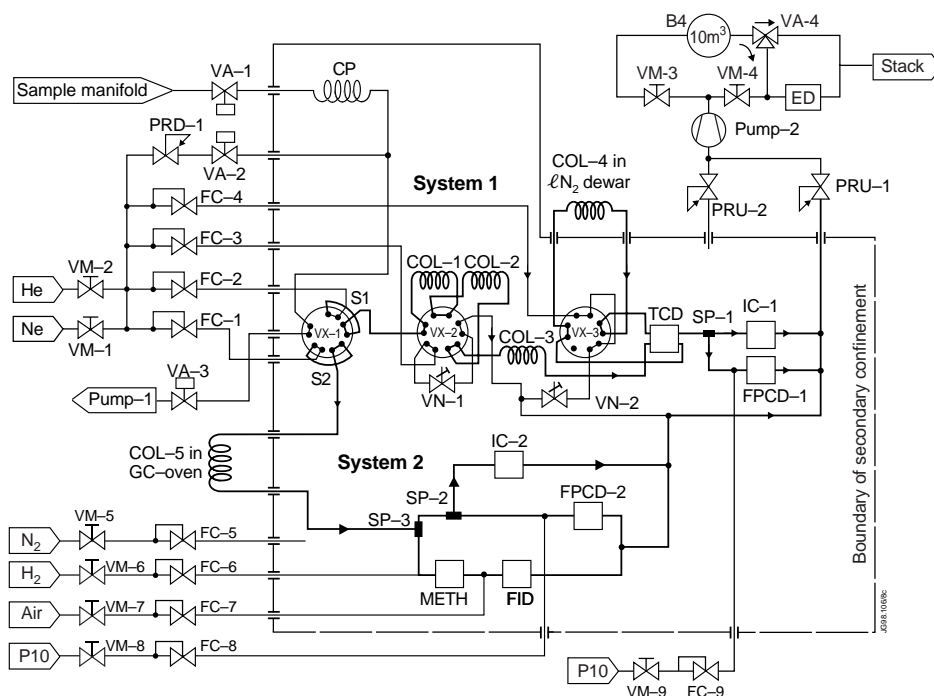 B4
VA-4
10m³
Stack
VM-3
VM-4
ED
Pump–2
VA–1
CP
Sample manifold
PRD–1
VA–2
COL–4 in
ℓN₂ dewar
PRU–1
PRU–2
System 1
FC–4
FC–3
COL–1
COL–2
VM–2
FC–2
He
S1
TCD
SP–1
IC–1
Ne
FC–1
VX–1
VX–2
VX–3
VM–1
S2
COL–3
VA–3
FPCD–1
Pump–1
VN–1
VN–2
COL–5 in
GC–oven
System 2
IC–2
SP–2
FPCD–2
SP–3
VM–5
N₂
FC–5
VM–6
H₂
FC–6
METH
FID
Air
VM–7
FC–7
P10
VM–8
FC–8
P10
VM–9
FC–9
Boundary of secondary confinement
JG98.106/8c